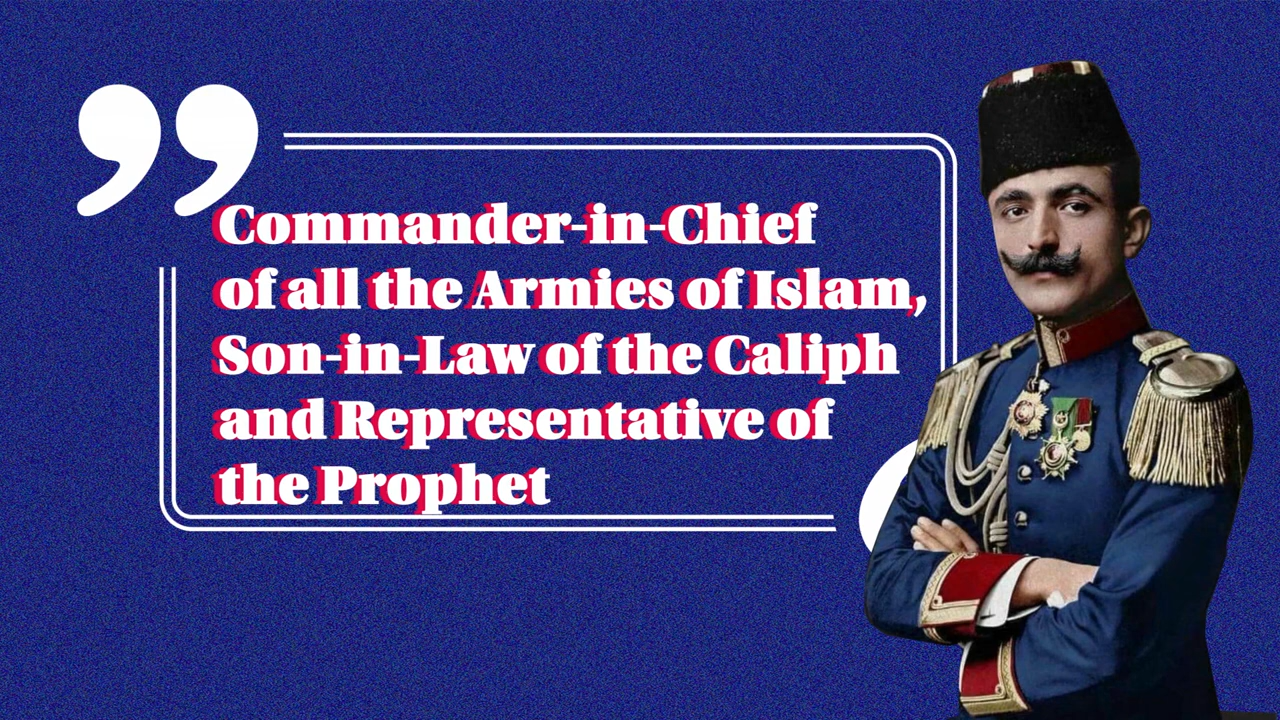 Commander-in-Chief
of all the Armies of Islam,
Son-in-Law of the Caliph
and Representative of
the Prophet